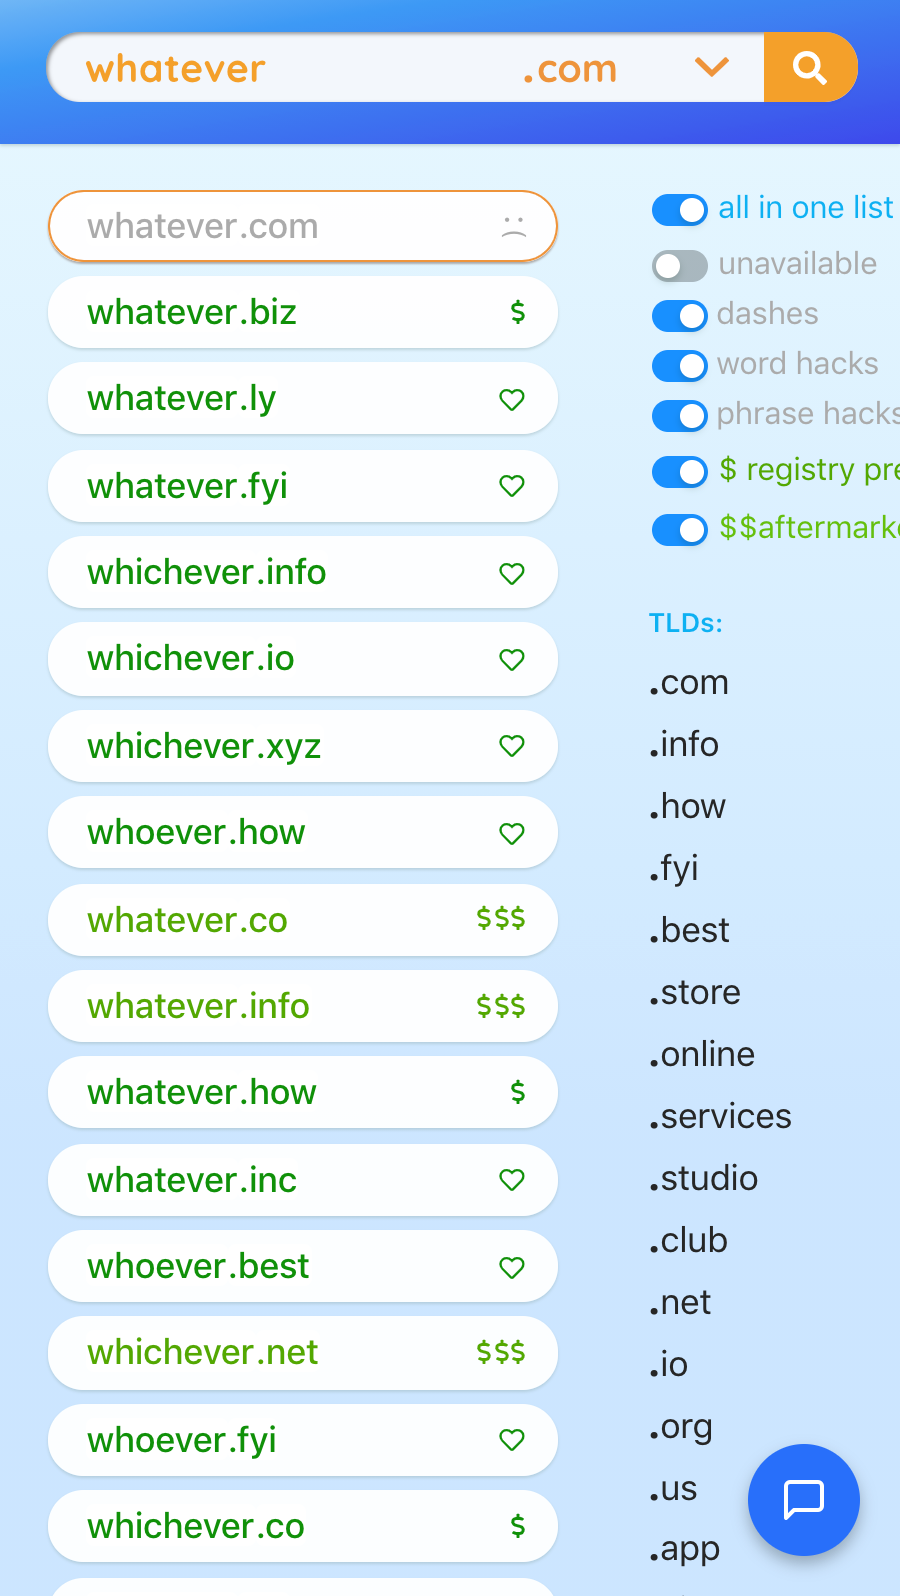 whatever .com
whatever.com
whatever.biz $
whatever.ly
whatever.fyi
whichever.info
whichever.io
whichever.xyz
whoever.how
whatever.co $$$
whatever.info $$$
whatever.how $
whatever.inc
whoever.best
whichever.net $$$
whoever.fyi
whichever.co $
all in one list
unavailable
dashes
word hacks
phrase hacks
$ registry pre
$$aftermarke
TLDs:
.com
.info
.how
.fyi
.best
.store
.online
.services
.studio
.club
.net
.io
.org
.us
.app